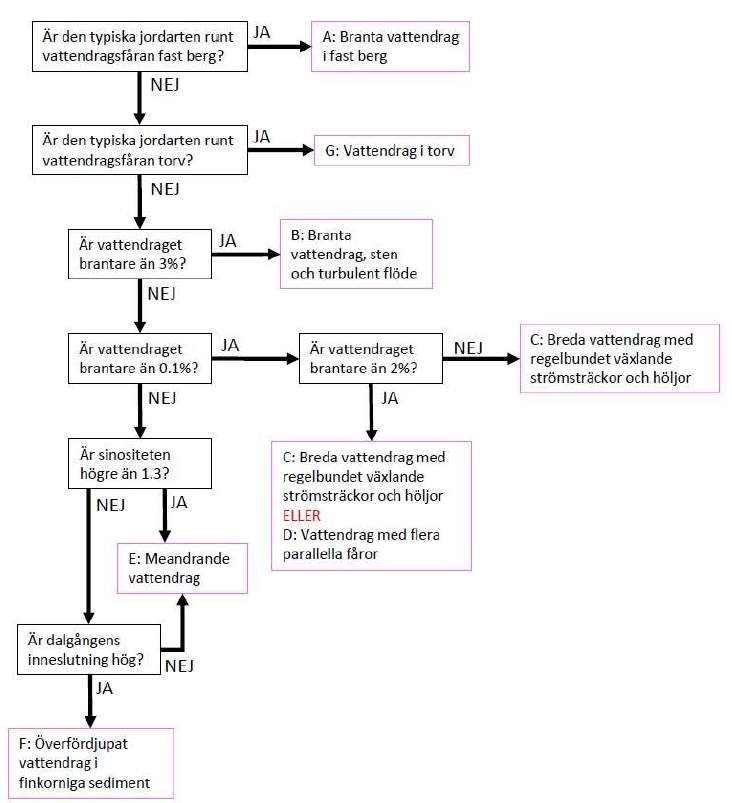 Är den typiska jordarten runt
vattendragsfåran fast berg?
JA
A: Branta vattendrag
i fast berg
NEJ
Är den typiska jordarten runt
vattendragsfåran torv?
JA
G: Vattendrag i torv
NEJ
Är vattendraget
brantare än 3%?
JA
B: Branta
vattendrag, sten
och turbulent flöde
NEJ
Är vattendraget
brantare än 0.1%?
JA
Är vattendraget
brantare än 2%?
NEJ
C: Breda vattendrag med
regelbundet växlande
strömsträckor och höljor
NEJ
JA
Är sinositeten
högre än 1.3?
C: Breda vattendrag med
regelbundet växlande
strömsträckor och höljor
ELLER
D: Vattendrag med flera
parallella fåror
NEJ
JA
E: Meandrande
vattendrag
Är dalgångens
inneslutning hög?
NEJ
JA
F: Överfördjupat
vattendrag i
finkorniga sediment